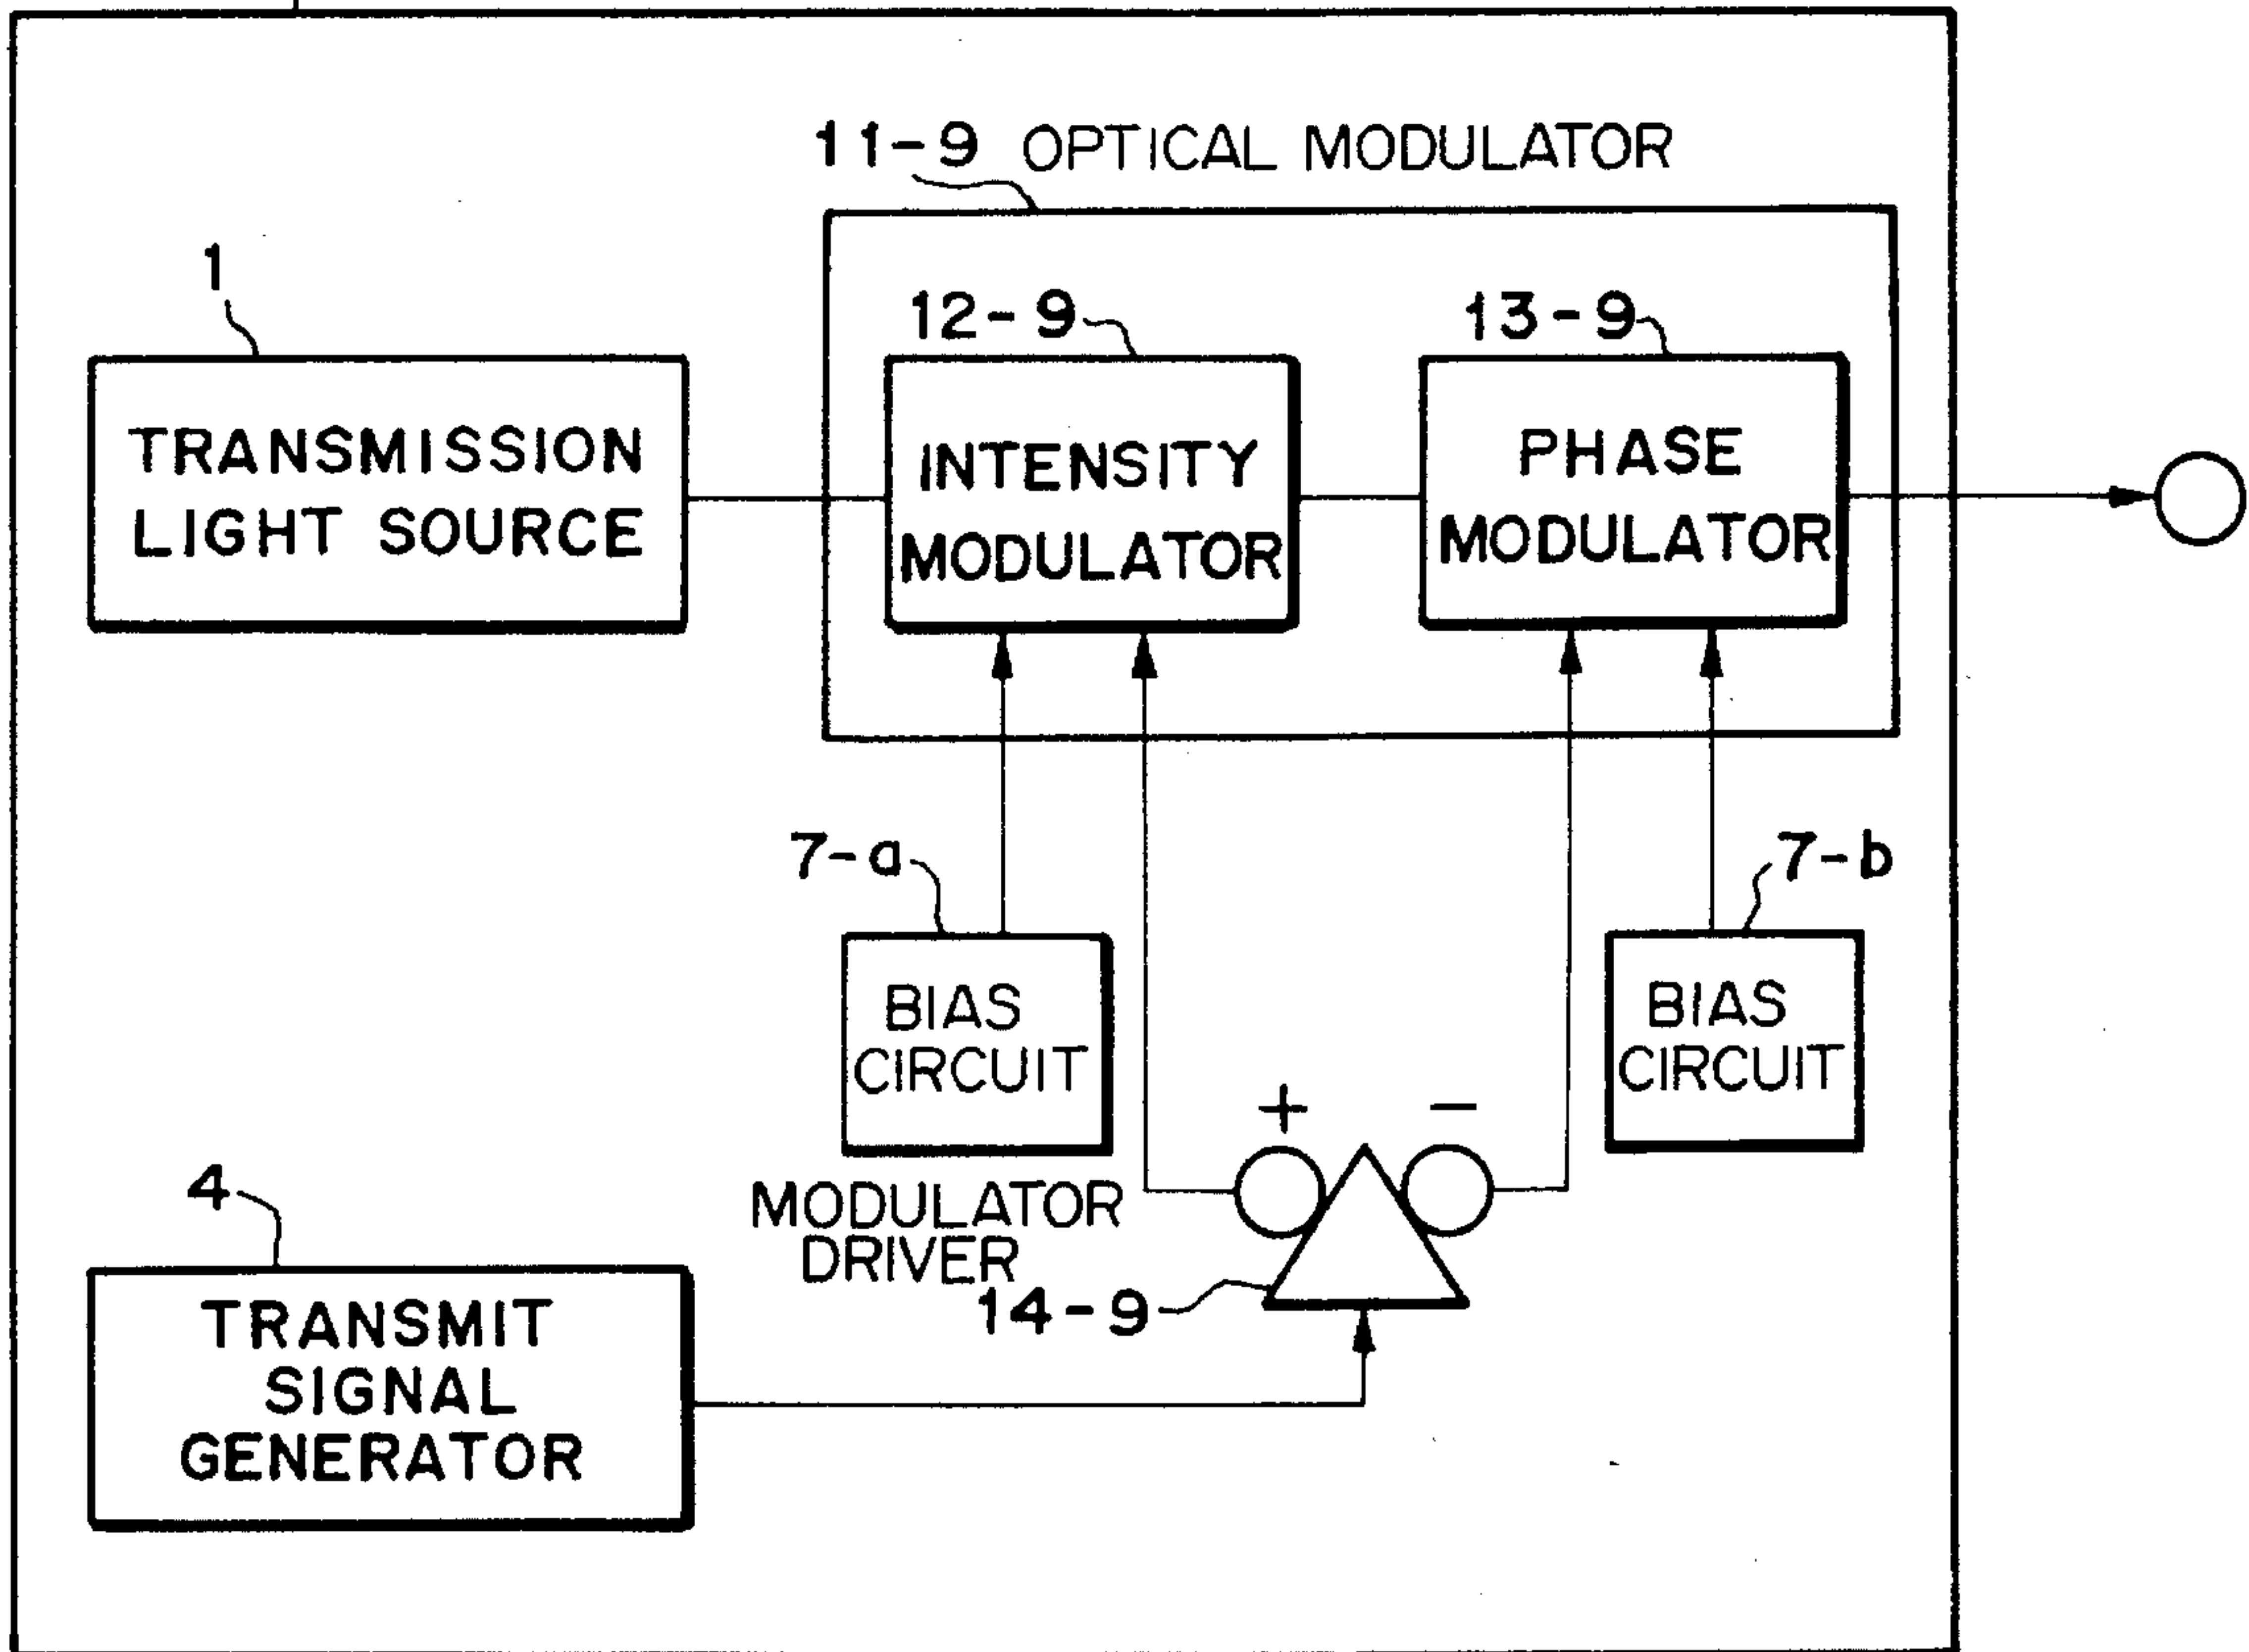 11-9 OPTICAL MODULATOR
1
12-9
13-9
TRANSMISSION
LIGHT SOURCE
INTENSITY
MODULATOR
PHASE
MODULATOR
7-a
7-b
BIAS
CIRCUIT
BIAS
CIRCUIT
+
−
4
MODULATOR
DRIVER
14-9
TRANSMIT
SIGNAL
GENERATOR